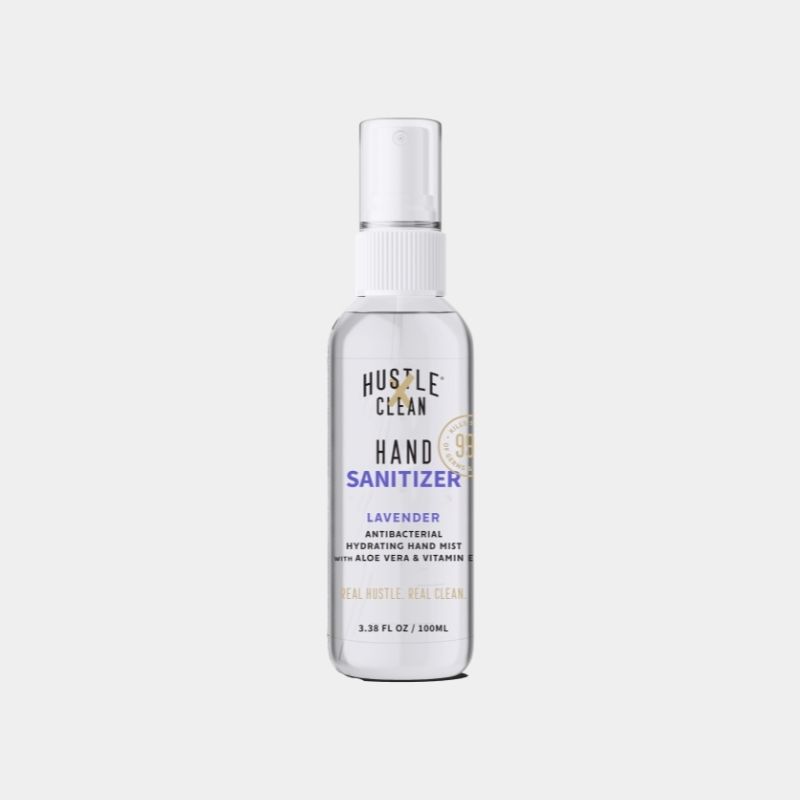 HUSTLE
CLEAN
HAND
SANITIZER
LAVENDER
ANTIBACTERIAL
HYDRATING HAND MIST
WITH ALOE VERA & VITAMIN E
REAL HUSTLE. REAL CLEAN.
3.38 FL OZ / 100ML